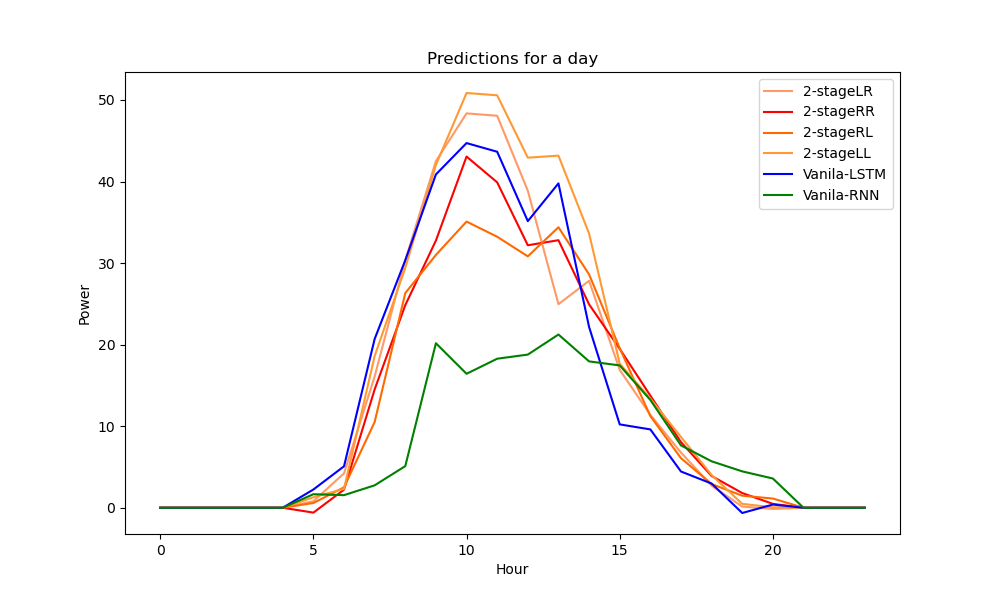 Predictions for a day
2-stageLR
2-stageRR
2-stageRL
2-stageLL
Vanila-LSTM
Vanila-RNN
Power
50
40
30
20
10
0
0 5 10 15 20
Hour